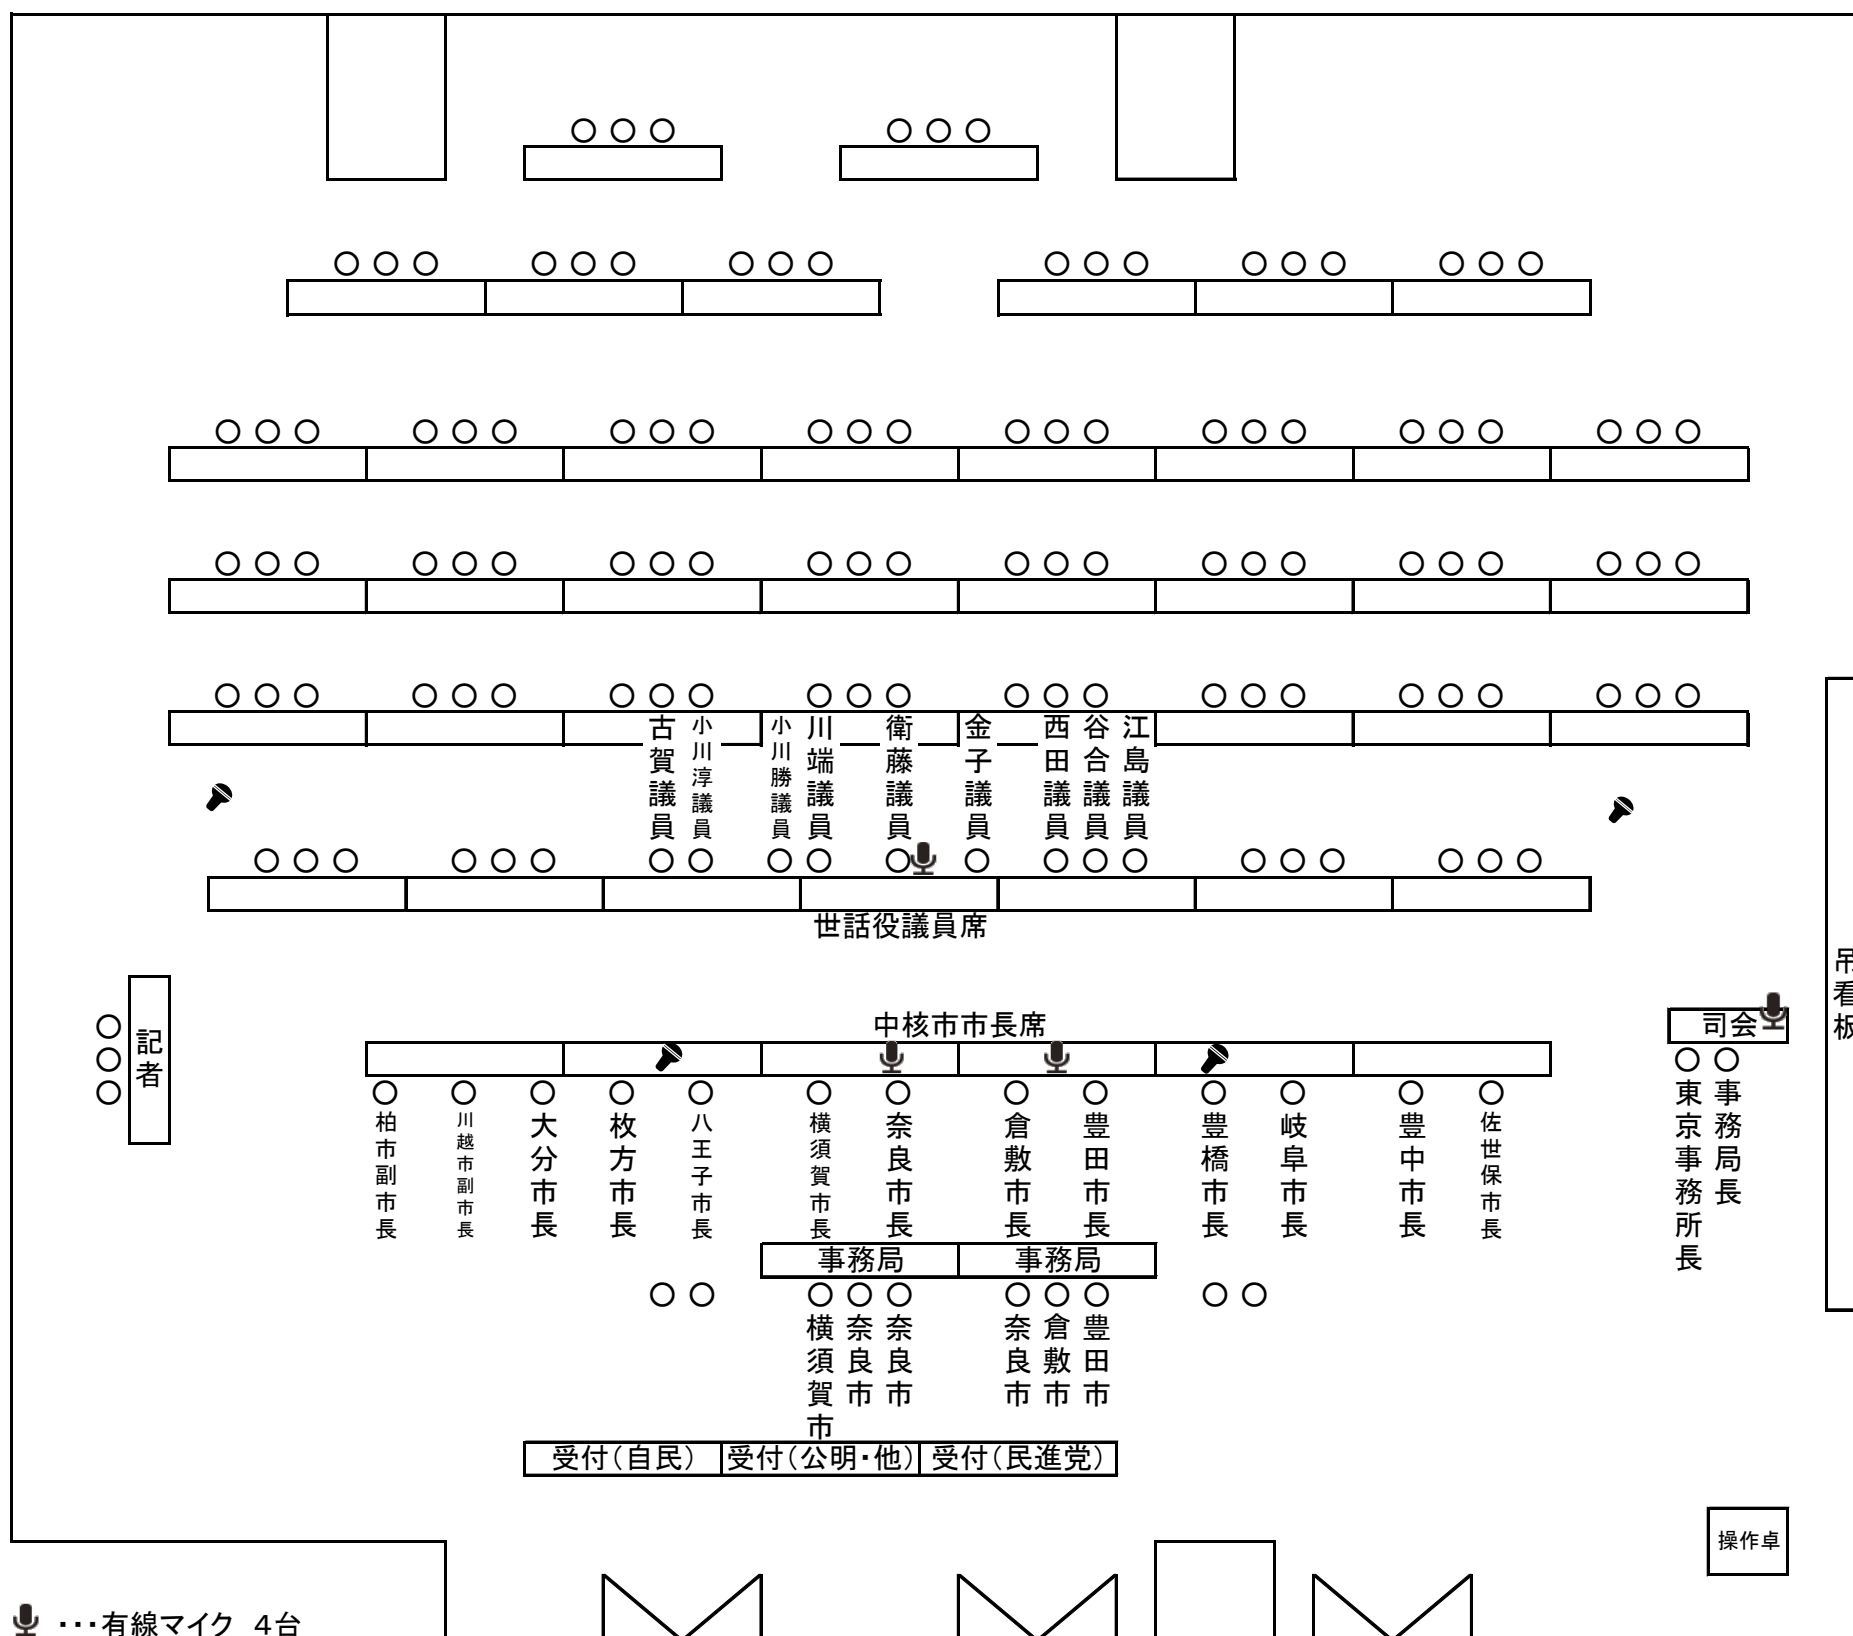 古賀議員
小川淳議員
小川勝議員
川端議員
衛藤議員
金子議員
西田議員
谷合議員
江島議員
世話役議員席
吊看板
記者
中核市市長席
司会
柏市副市長
川越市副市長
大分市長
枚方市長
八王子市長
横須賀市長
奈良市長
倉敷市長
豊田市長
豊橋市長
岐阜市長
豊中市長
佐世保市長
東京事務所長
事務局長
事務局
事務局
横須賀市
奈良市
奈良市
奈良市
倉敷市
豊田市
受付(自民)
受付(公明・他)
受付(民進党)
操作卓
・・・有線マイク 4台